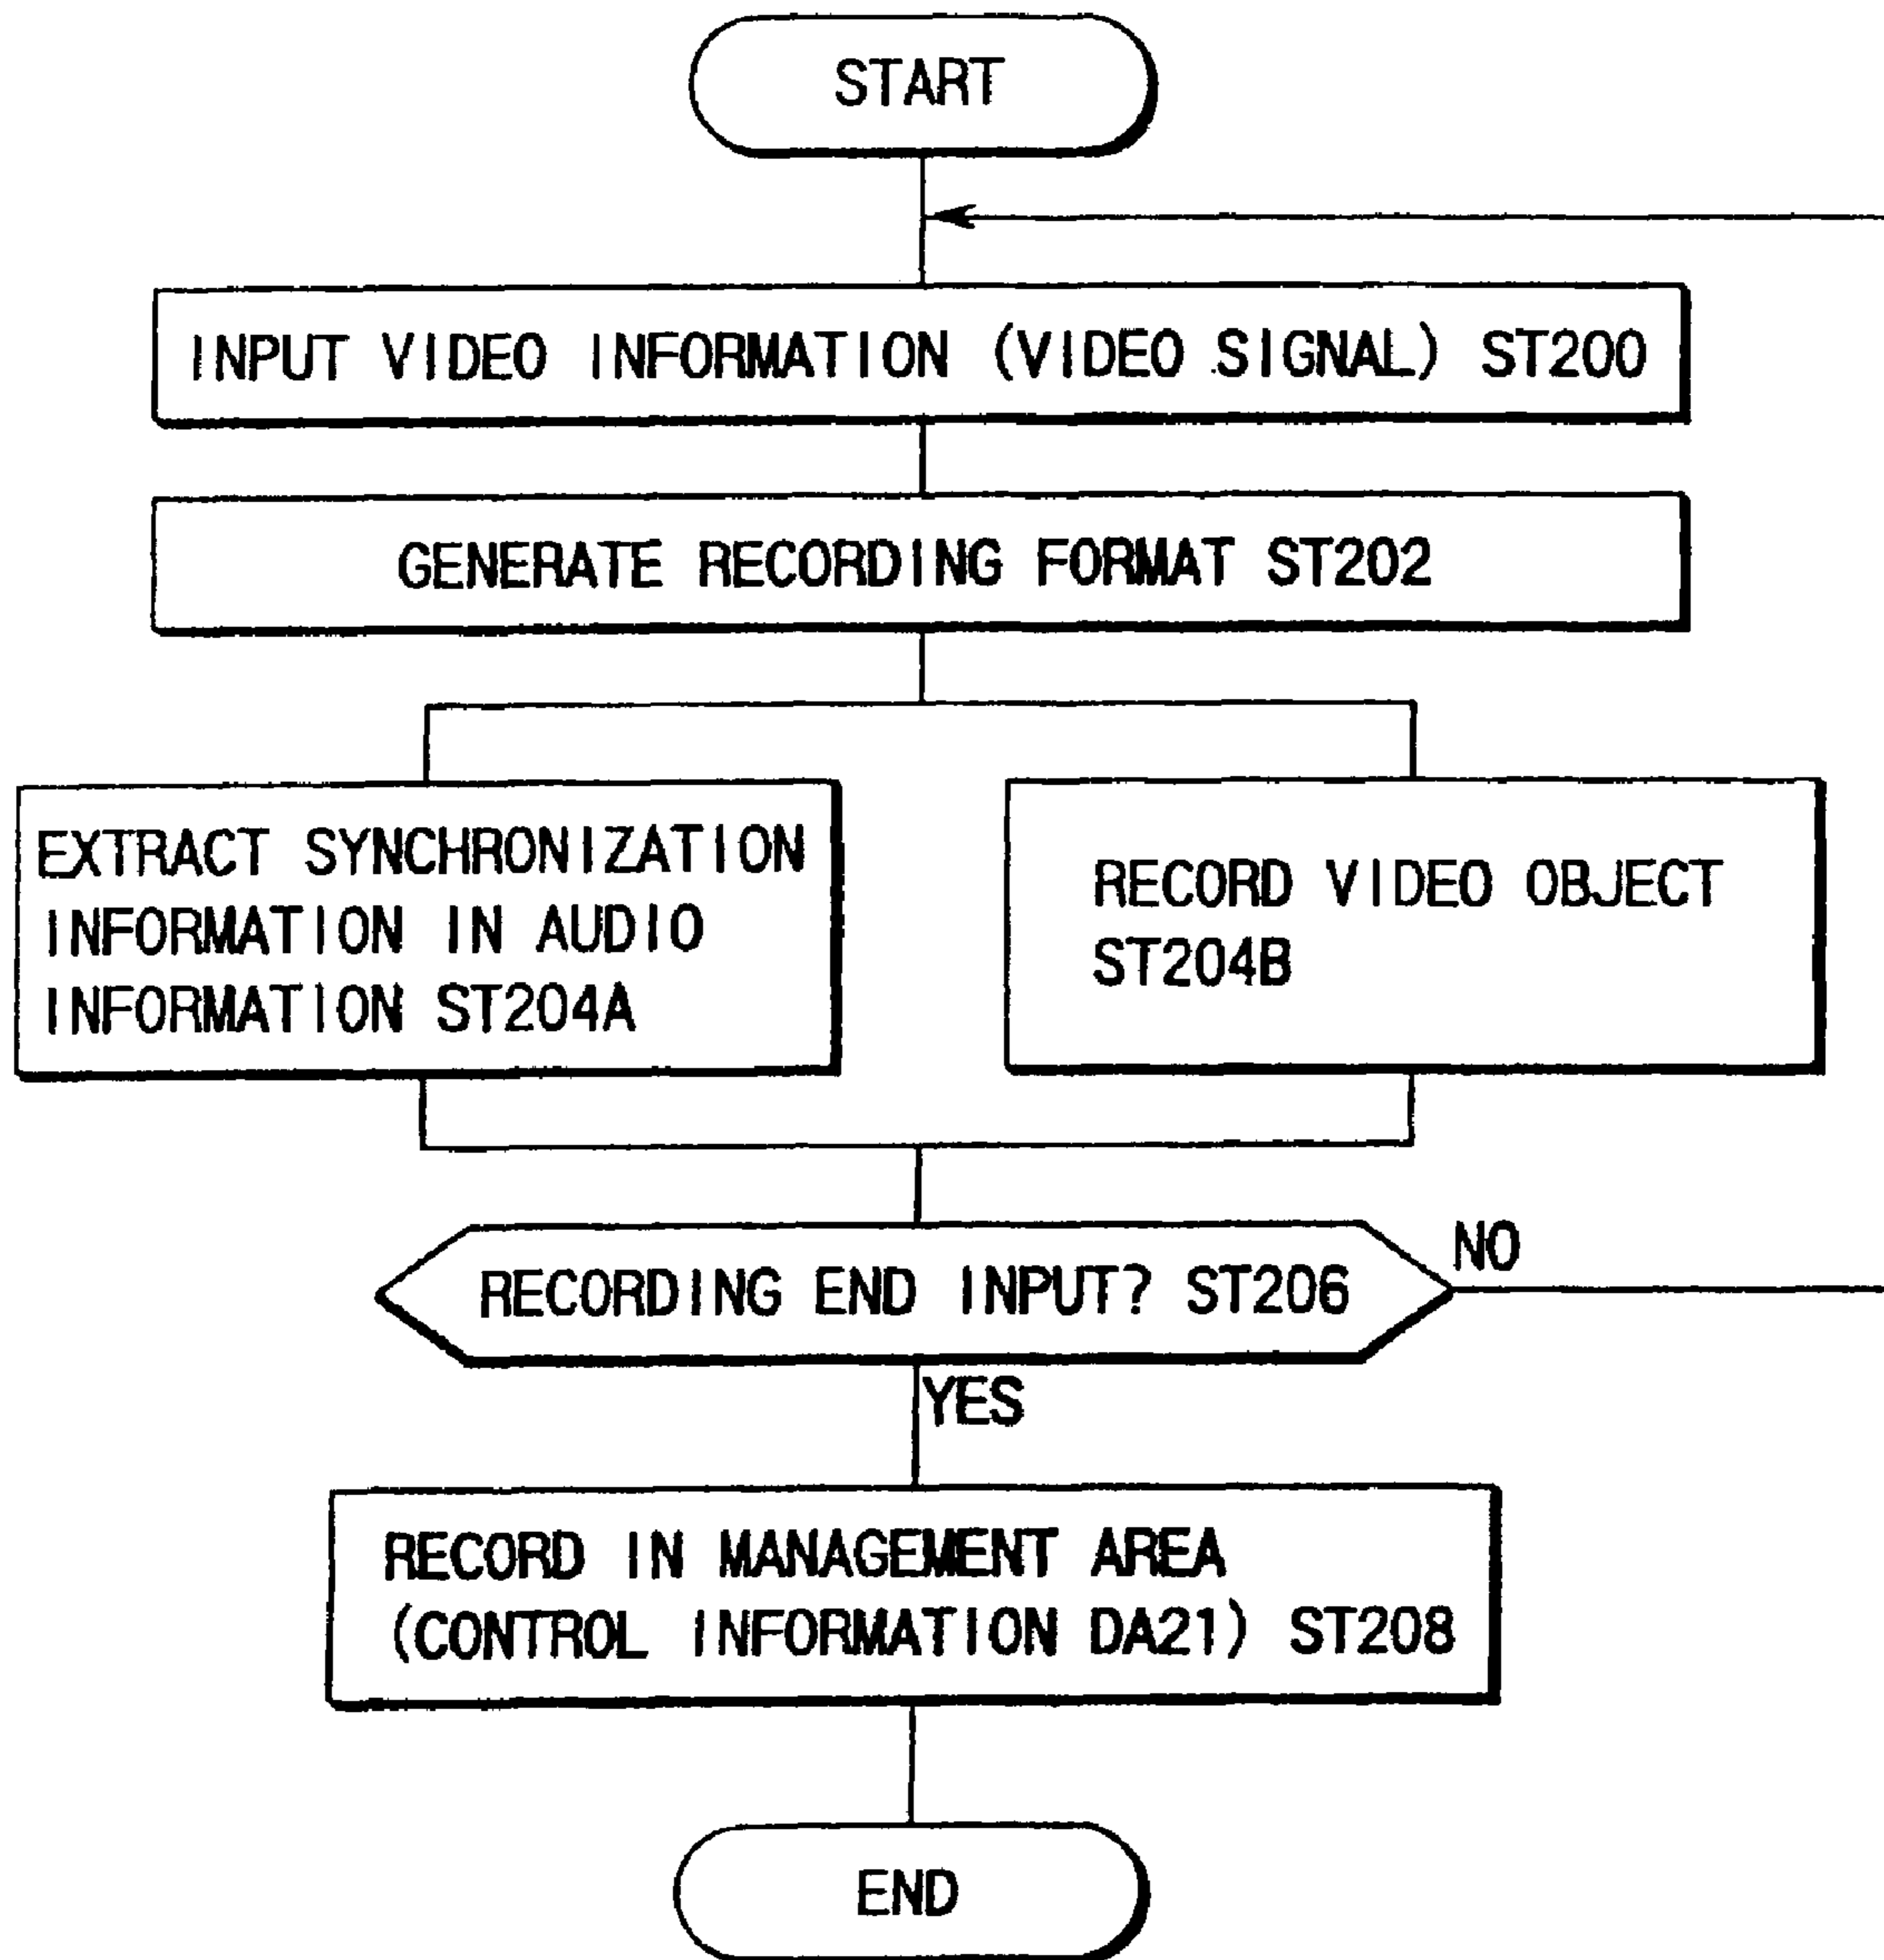 START
INPUT VIDEO INFORMATION (VIDEO SIGNAL) ST200
GENERATE RECORDING FORMAT ST202
EXTRACT SYNCHRONIZATION
INFORMATION IN AUDIO
INFORMATION ST204A
RECORD VIDEO OBJECT
ST204B
RECORDING END INPUT? ST206
NO
YES
RECORD IN MANAGEMENT AREA
(CONTROL INFORMATION DA21) ST208
END